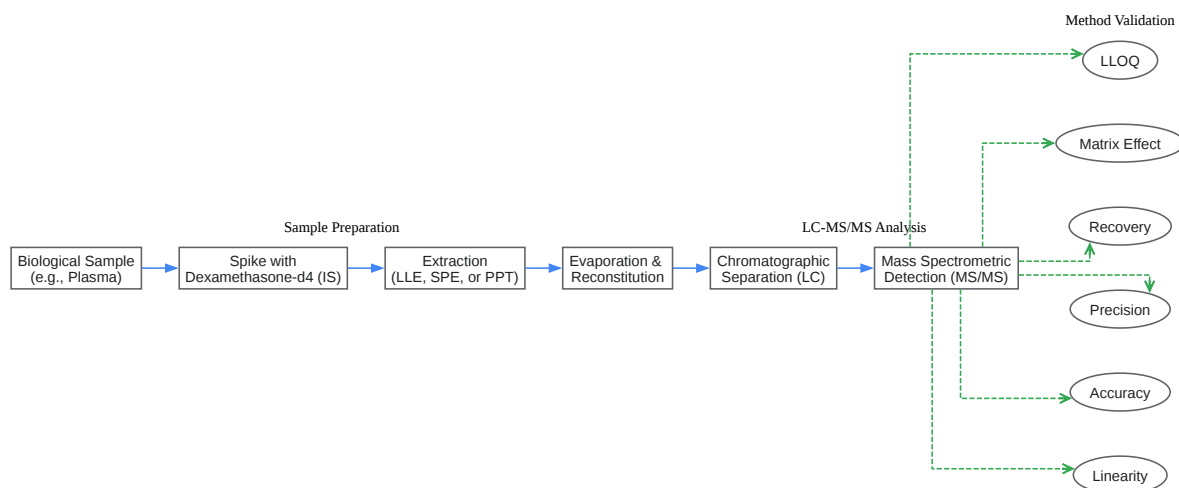 Method Validation
LLOQ
Matrix Effect
Recovery
Sample Preparation
LC-MS/MS Analysis
Biological Sample
(e.g., Plasma)
Spike with
Dexamethasone-d4 (IS)
Extraction
(LLE, SPE, or PPT)
Evaporation &
Reconstitution
Chromatographic
Separation (LC)
Mass Spectrometric
Detection (MS/MS)
Precision
Accuracy
Linearity